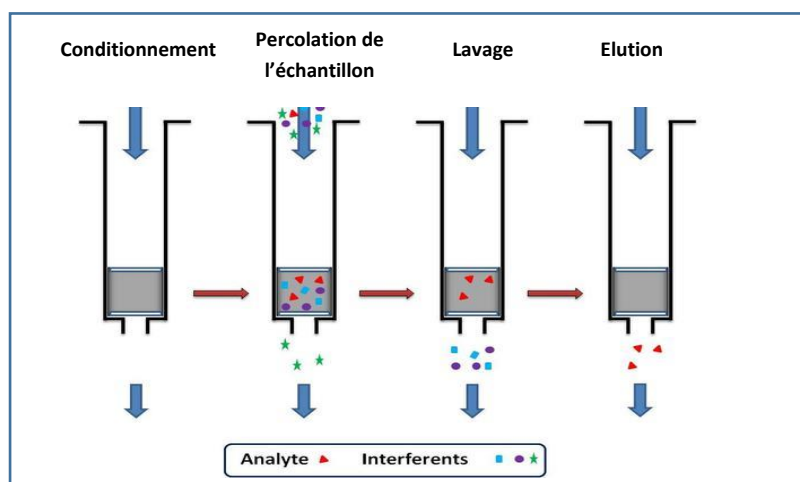 Conditionnement
Percolation de
l'échantillon
Lavage
Elution
Analyte
Interferents